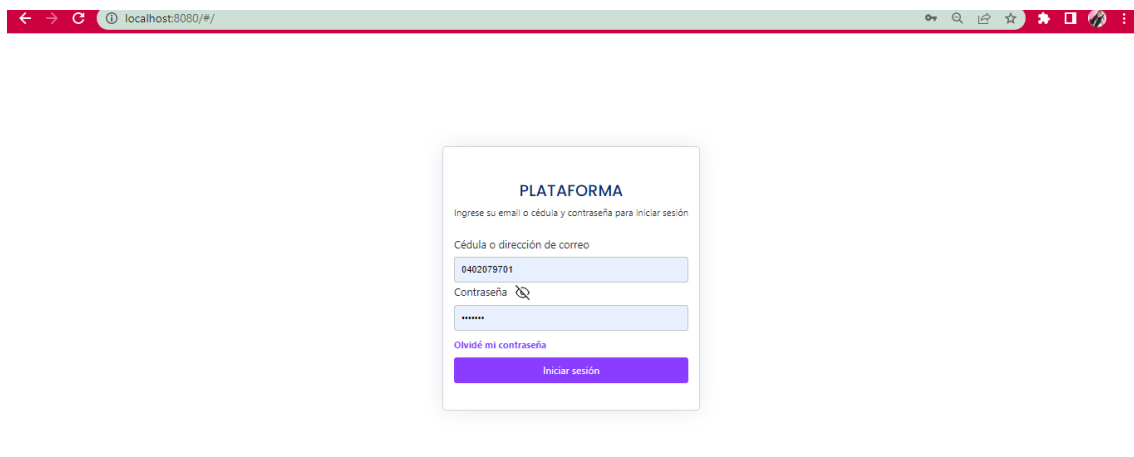 localhost:8080/#/
PLATAFORMA
Ingrese su email o cédula y contraseña para iniciar sesión
Cédula o dirección de correo
0402079701
Contraseña
•••••••
Olvidé mi contraseña
Iniciar sesión